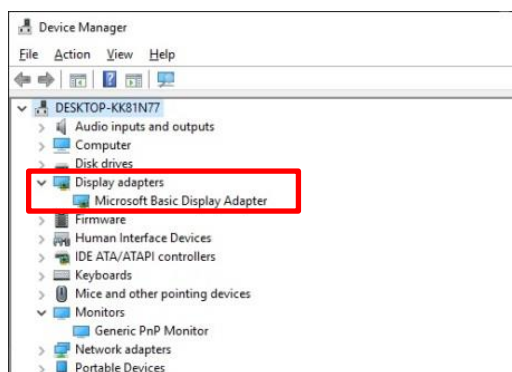 Device Manager
File Action View Help
DESKTOP-KK81N77
Audio inputs and outputs
Computer
Disk drives
Display adapters
Microsoft Basic Display Adapter
Firmware
Human Interface Devices
IDE ATA/ATAPI controllers
Keyboards
Mice and other pointing devices
Monitors
Generic PnP Monitor
Network adapters
Portable Devices